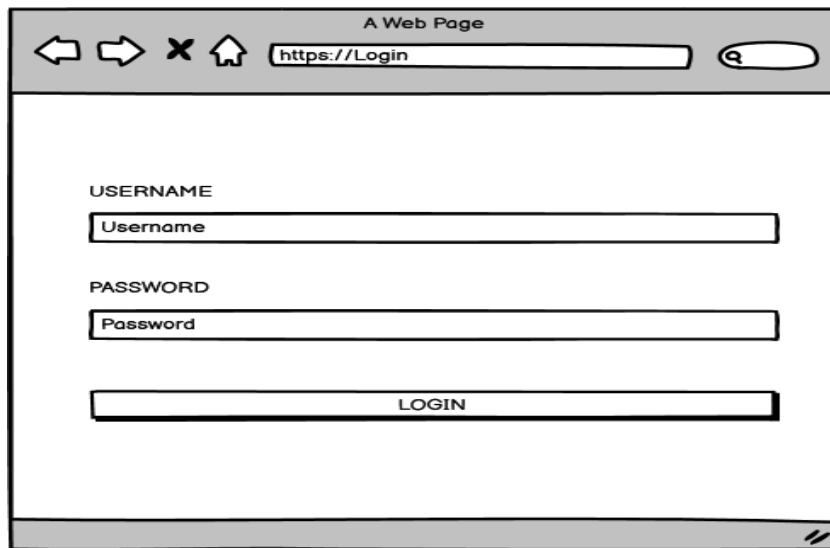 A Web Page
https://Login
USERNAME
Username
PASSWORD
Password
LOGIN